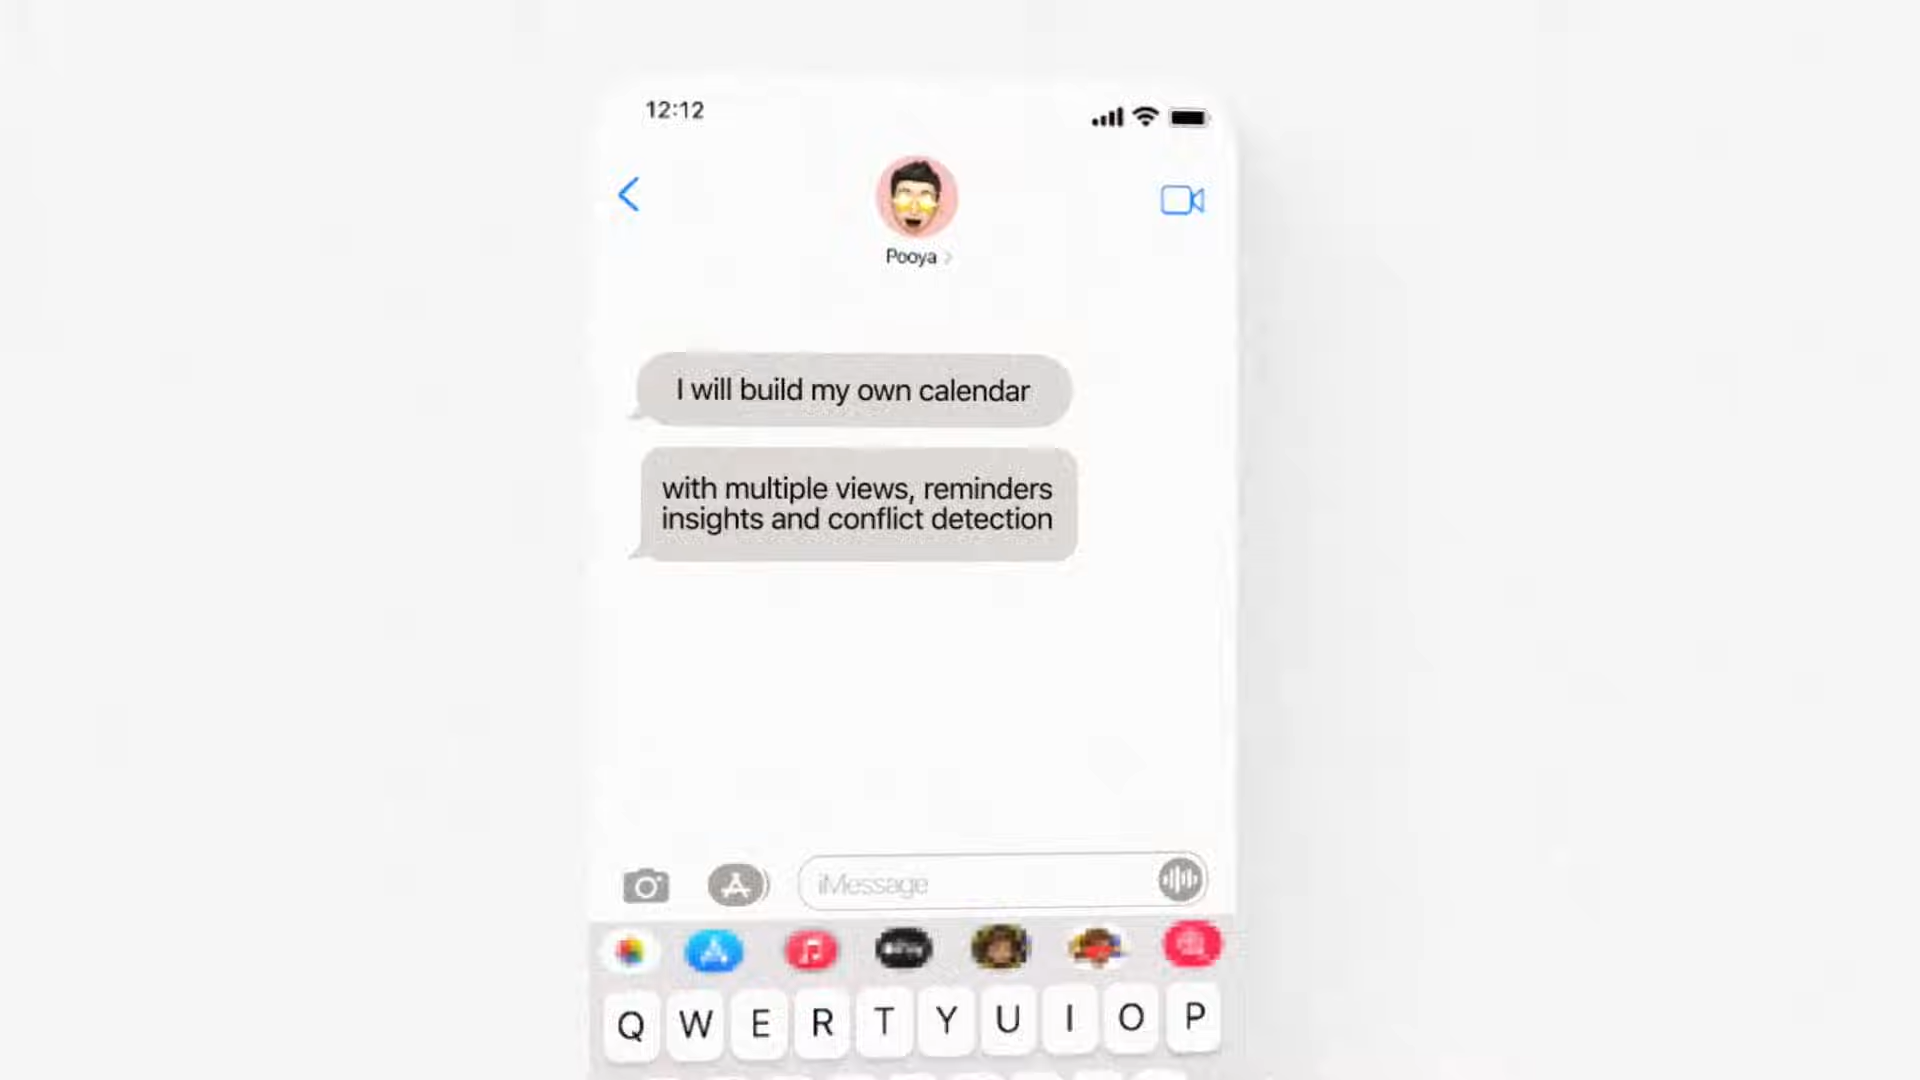 12:12
Pooya
I will build my own calendar
with multiple views, reminders
insights and conflict detection
iMessage
Q W E R T Y U I O P